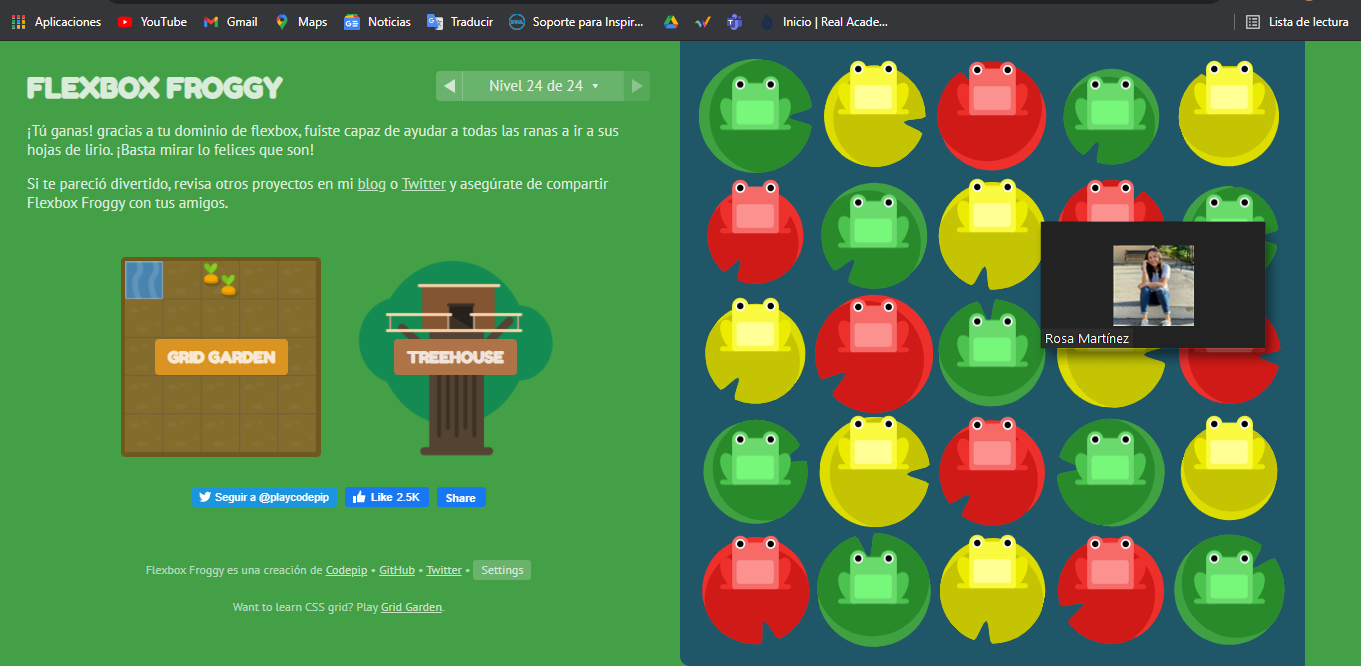 Aplicaciones YouTube Gmail Maps Noticias Traducir Soporte para Inspir... Inicio | Real Acade... Lista de lectura
FLEXBOX FROGGY
Nivel 24 de 24
¡Tú ganas! gracias a tu dominio de flexbox, fuiste capaz de ayudar a todas las ranas a ir a sus
hojas de lirio. ¡Basta mirar lo felices que son!
Si te pareció divertido, revisa otros proyectos en mi blog o Twitter y asegúrate de compartir
Flexbox Froggy con tus amigos.
GRID GARDEN
TREEHOUSE
Seguir a @playcodepip Like 2.5K Share
Flexbox Froggy es una creación de Codepip • GitHub • Twitter • Settings
Want to learn CSS grid? Play Grid Garden.
Rosa Martínez